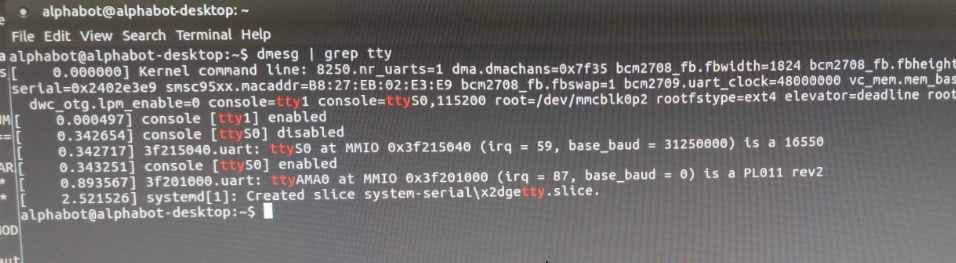 alphabot@alphabot-desktop: ~
File Edit View Search Terminal Help
alphabot@alphabot-desktop:~$ dmesg | grep tty
[    0.000000] Kernel command line: 8250.nr_uarts=1 dma.dmachans=0x7f35 bcm2708_fb.fbwidth=1824 bcm2708_fb.fbheight
serial=0x2402e3e9 smsc95xx.macaddr=B8:27:EB:02:E3:E9 bcm2708_fb.fbswap=1 bcm2709.uart_clock=48000000 vc_mem.mem_bas
dwc_otg.lpm_enable=0 console=tty1 console=ttyS0,115200 root=/dev/mmcblk0p2 rootfstype=ext4 elevator=deadline root
[    0.000497] console [tty1] enabled
[    0.342654] console [ttyS0] disabled
[    0.342717] 3f215040.uart: ttyS0 at MMIO 0x3f215040 (irq = 59, base_baud = 31250000) is a 16550
[    0.343251] console [ttyS0] enabled
[    0.893567] 3f201000.uart: ttyAMA0 at MMIO 0x3f201000 (irq = 87, base_baud = 0) is a PL011 rev2
[    2.521526] systemd[1]: Created slice system-serial\x2dgetty.slice.
alphabot@alphabot-desktop:~$